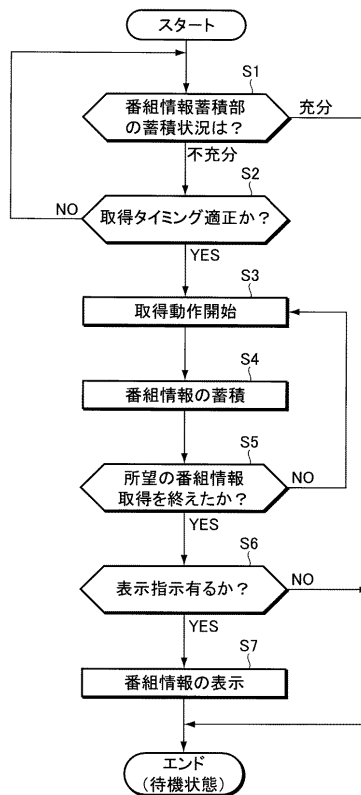 スタート
S1
番組情報蓄積部
の蓄積状況は？
充分
不充分
S2
取得タイミング適正か？
NO
YES
S3
取得動作開始
S4
番組情報の蓄積
S5
所望の番組情報
取得を終えたか？
NO
YES
S6
表示指示有るか？
NO
YES
S7
番組情報の表示
エンド
(待機状態)